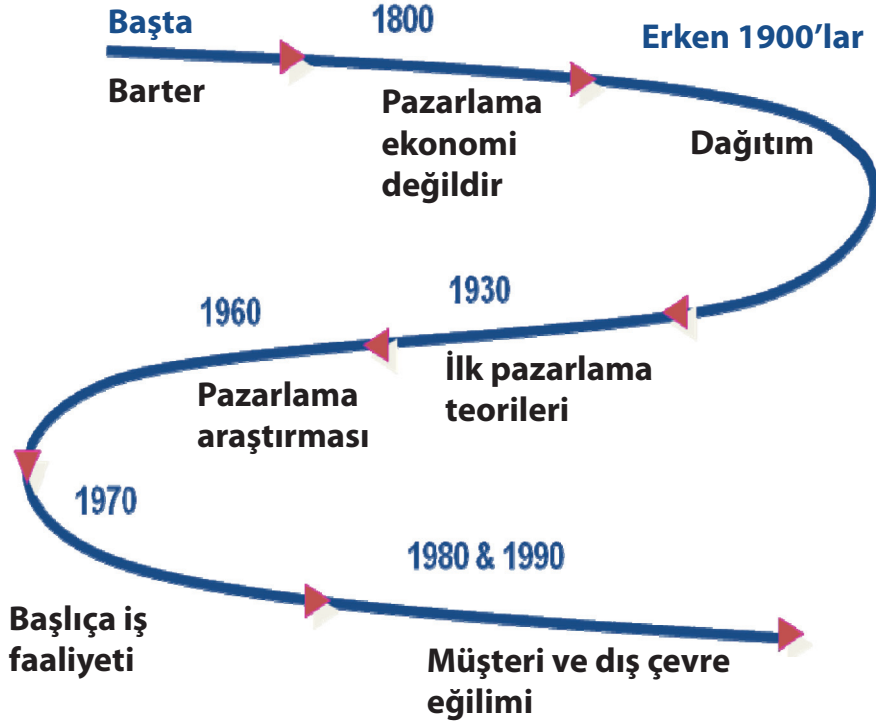 Başta
Barter
1800
Pazarlama
ekonomi
değildir
Erken 1900’lar
Dağıtım
1930
İlk pazarlama
teorileri
1960
Pazarlama
araştırması
1970
Başlıça iş
faaliyeti
1980 & 1990
Müşteri ve dış çevre
eğilimi